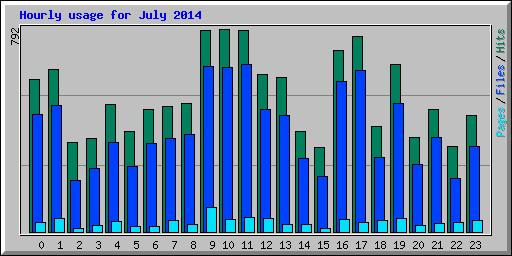 Hourly usage for July 2014
792
Pages/Files/Hits
0 1 2 3 4 5 6 7 8 9 10 11 12 13 14 15 16 17 18 19 20 21 22 23